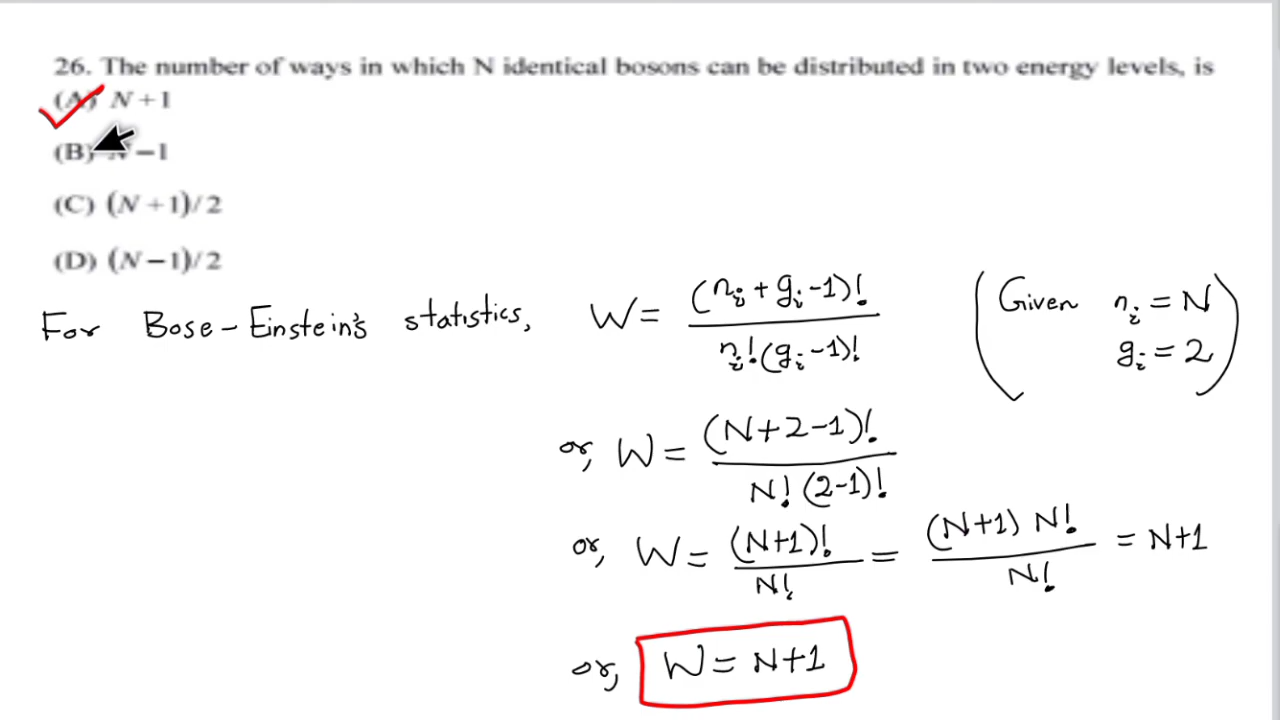 26. The number of ways in which N identical bosons can be distributed in two energy levels, is
(A) N + 1
(B) N − 1
(C) (N + 1)/2
(D) (N − 1)/2
For Bose-Einstein's statistics, W = (nᵢ + gᵢ -1)! / nᵢ!(gᵢ -1)! (Given nᵢ = N
gᵢ = 2)
or, W = (N+2-1)! / N! (2-1)!
or, W = (N+1)! / N! = (N+1) N! / N! = N+1
or, W = N+1